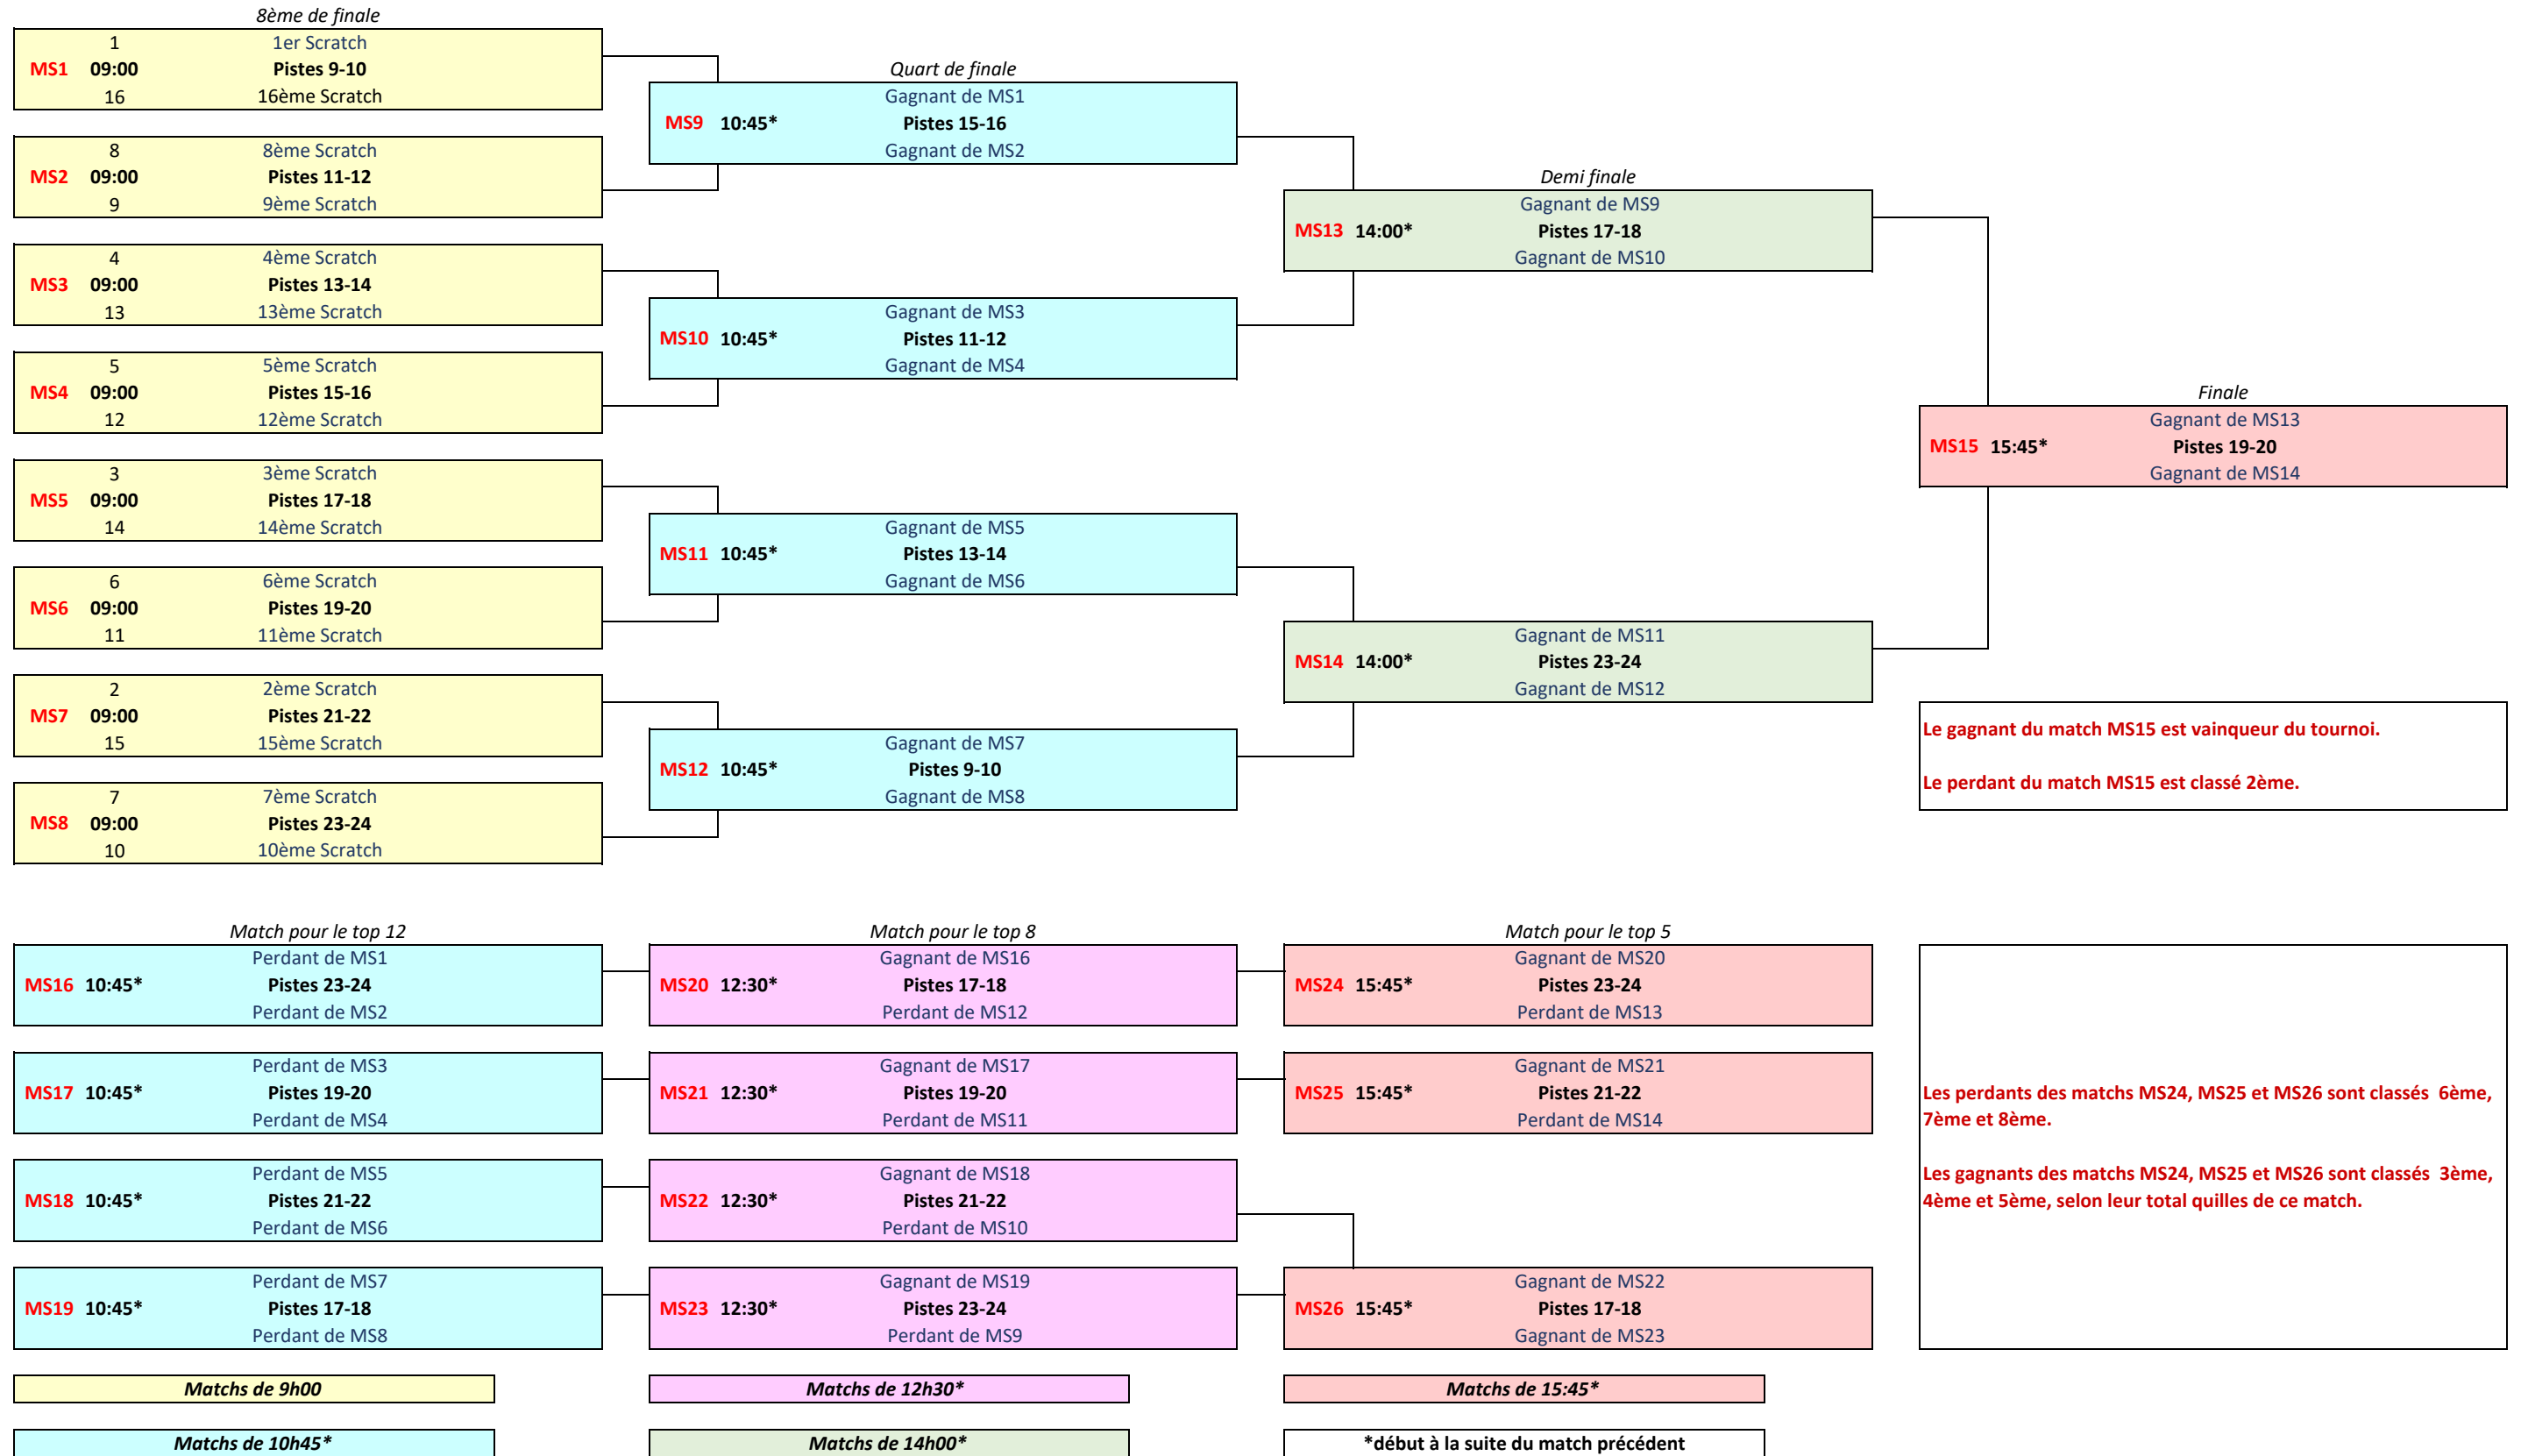 8ème de finale
1 1er Scratch
MS1 09:00 Pistes 9-10
16 16ème Scratch
8 8ème Scratch
MS2 09:00 Pistes 11-12
9 9ème Scratch
4 4ème Scratch
MS3 09:00 Pistes 13-14
13 13ème Scratch
5 5ème Scratch
MS4 09:00 Pistes 15-16
12 12ème Scratch
3 3ème Scratch
MS5 09:00 Pistes 17-18
14 14ème Scratch
6 6ème Scratch
MS6 09:00 Pistes 19-20
11 11ème Scratch
2 2ème Scratch
MS7 09:00 Pistes 21-22
15 15ème Scratch
7 7ème Scratch
MS8 09:00 Pistes 23-24
10 10ème Scratch
Quart de finale
Gagnant de MS1
MS9 10:45* Pistes 15-16
Gagnant de MS2
Gagnant de MS3
MS10 10:45* Pistes 11-12
Gagnant de MS4
Gagnant de MS5
MS11 10:45* Pistes 13-14
Gagnant de MS6
Gagnant de MS7
MS12 10:45* Pistes 9-10
Gagnant de MS8
Demi finale
Gagnant de MS9
MS13 14:00* Pistes 17-18
Gagnant de MS10
Gagnant de MS11
MS14 14:00* Pistes 23-24
Gagnant de MS12
Finale
Gagnant de MS13
MS15 15:45* Pistes 19-20
Gagnant de MS14
Le gagnant du match MS15 est vainqueur du tournoi.
Le perdant du match MS15 est classé 2ème.
Match pour le top 12
Perdant de MS1
MS16 10:45* Pistes 23-24
Perdant de MS2
Perdant de MS3
MS17 10:45* Pistes 19-20
Perdant de MS4
Perdant de MS5
MS18 10:45* Pistes 21-22
Perdant de MS6
Perdant de MS7
MS19 10:45* Pistes 17-18
Perdant de MS8
Match pour le top 8
Gagnant de MS16
MS20 12:30* Pistes 17-18
Perdant de MS12
Gagnant de MS17
MS21 12:30* Pistes 19-20
Perdant de MS11
Gagnant de MS18
MS22 12:30* Pistes 21-22
Perdant de MS10
Gagnant de MS19
MS23 12:30* Pistes 23-24
Perdant de MS9
Match pour le top 5
Gagnant de MS20
MS24 15:45* Pistes 23-24
Perdant de MS13
Gagnant de MS21
MS25 15:45* Pistes 21-22
Perdant de MS14
Gagnant de MS22
MS26 15:45* Pistes 17-18
Gagnant de MS23
Les perdants des matchs MS24, MS25 et MS26 sont classés 6ème,
7ème et 8ème.
Les gagnants des matchs MS24, MS25 et MS26 sont classés 3ème,
4ème et 5ème, selon leur total quilles de ce match.
Matchs de 9h00
Matchs de 12h30*
Matchs de 15:45*
Matchs de 10h45*
Matchs de 14h00*
*début à la suite du match précédent